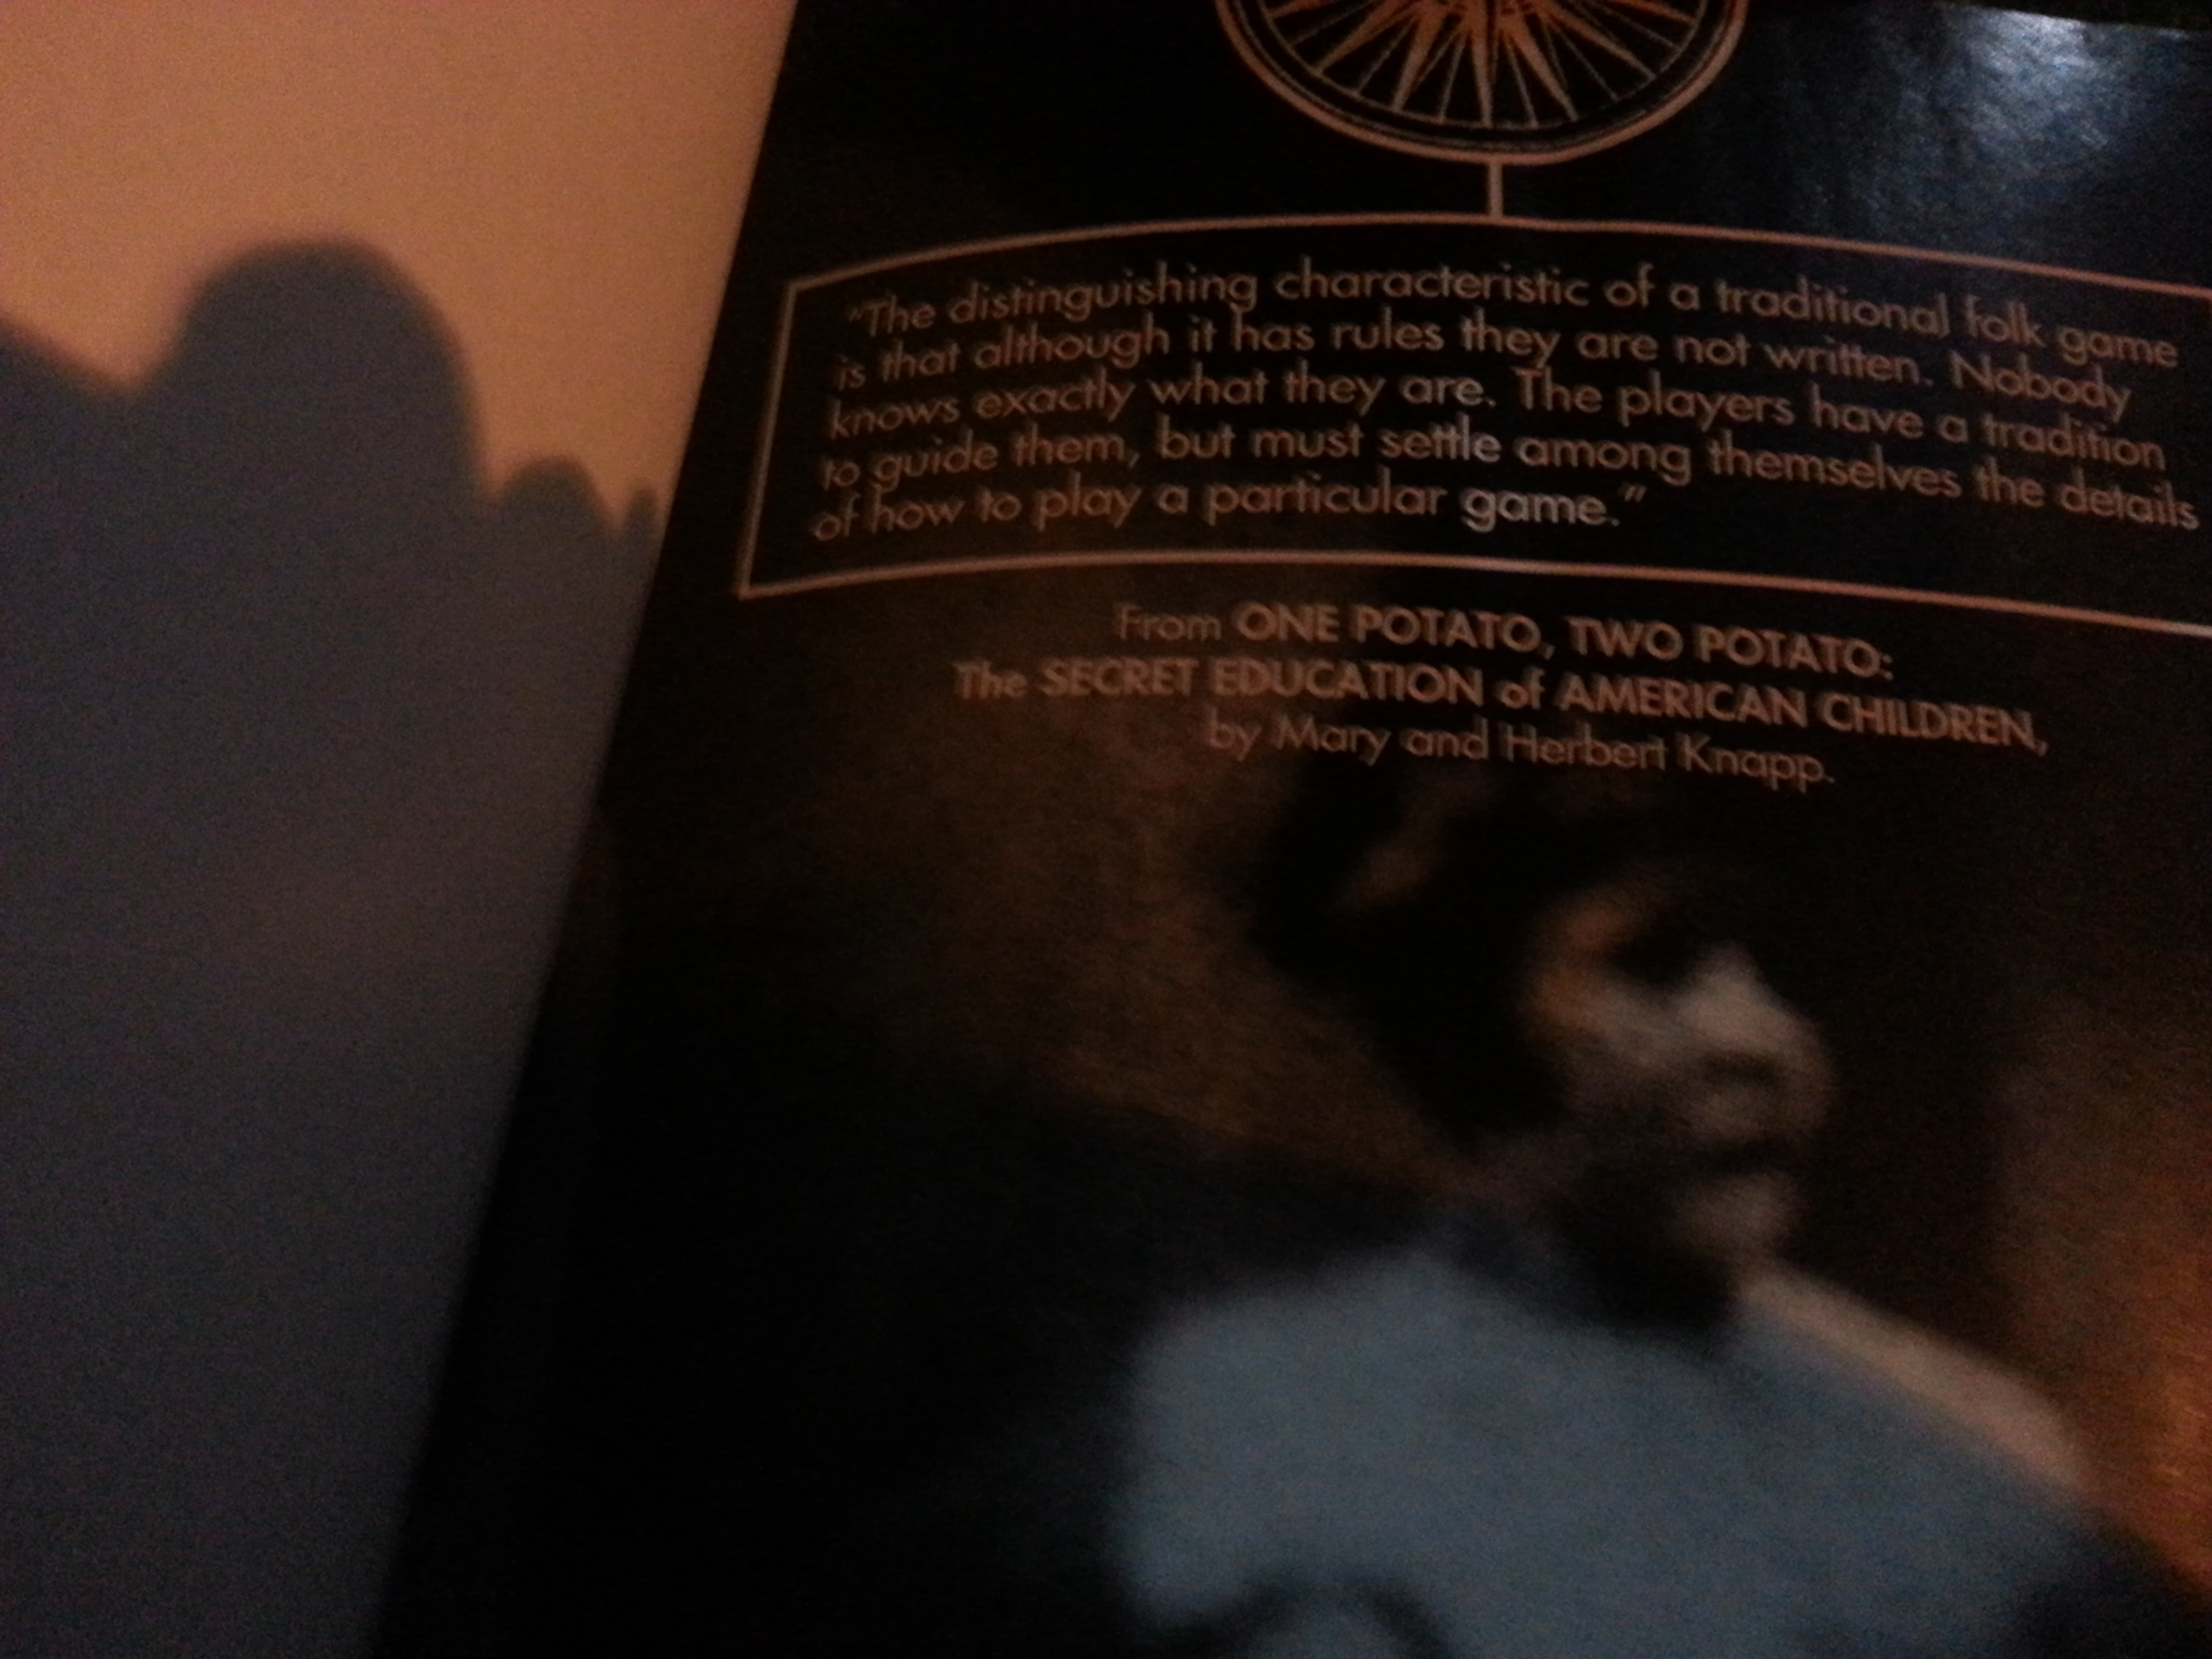 "The distinguishing characteristic of a traditional folk game
is that although it has rules they are not written. Nobody
knows exactly what they are. The players have a tradition
to guide them, but must settle among themselves the details
of how to play a particular game."
From ONE POTATO, TWO POTATO:
The SECRET EDUCATION of AMERICAN CHILDREN,
by Mary and Herbert Knapp.